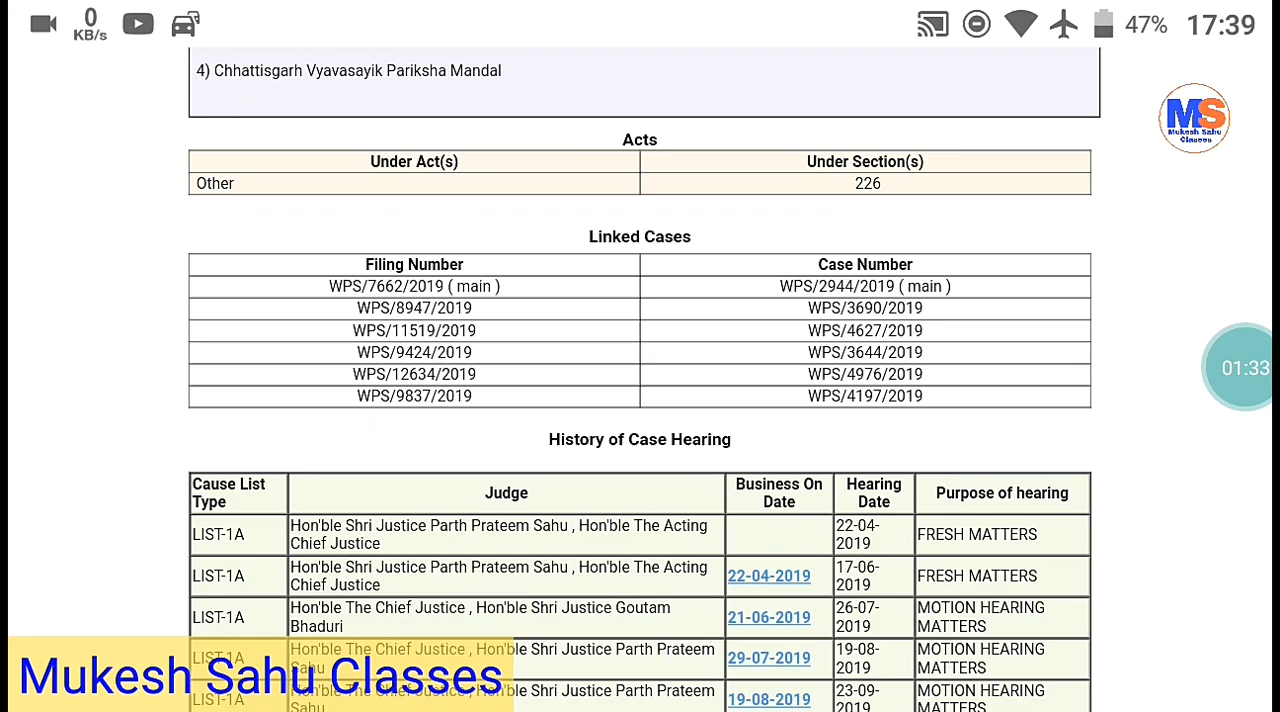 0
KB/s
47% 17:39
4) Chhattisgarh Vyavasayik Pariksha Mandal
MS
Mukesh Sahu
Classes
Acts
Under Act(s) Under Section(s)
Other 226
Linked Cases
Filing Number Case Number
WPS/7662/2019 ( main ) WPS/2944/2019 ( main )
WPS/8947/2019 WPS/3690/2019
WPS/11519/2019 WPS/4627/2019
WPS/9424/2019 WPS/3644/2019
01:33
WPS/12634/2019 WPS/4976/2019
WPS/9837/2019 WPS/4197/2019
History of Case Hearing
Cause List Type Judge Business On Date Hearing Date Purpose of hearing
LIST-1A Hon'ble Shri Justice Parth Prateem Sahu , Hon'ble The Acting Chief Justice 22-04-2019 FRESH MATTERS
LIST-1A Hon'ble Shri Justice Parth Prateem Sahu , Hon'ble The Acting Chief Justice 22-04-2019 17-06-2019 FRESH MATTERS
LIST-1A Hon'ble The Chief Justice , Hon'ble Shri Justice Goutam Bhaduri 21-06-2019 26-07-2019 MOTION HEARING MATTERS
LIST-1A Hon'ble The Chief Justice , Hon'ble Shri Justice Parth Prateem Sahu 29-07-2019 19-08-2019 MOTION HEARING MATTERS
LIST-1A Hon'ble The Chief Justice , Hon'ble Shri Justice Parth Prateem Sahu 19-08-2019 23-09-2019 MOTION HEARING MATTERS
Mukesh Sahu Classes